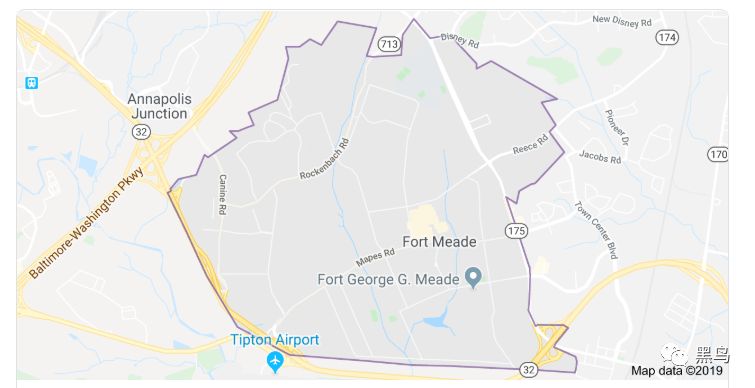 New Disney Rd
713
Disney Rd
174
Annapolis
Junction
32
Pioneer Dr
Reece Rd
Rockenbach Rd
Jacobs Rd
170
Baltimore-Washington Pkwy
Canine Rd
Town Center Blvd
175
Fort Meade
Mapes Rd
Fort George G. Meade
Tipton Airport
32
黑鸟
Map data ©2019